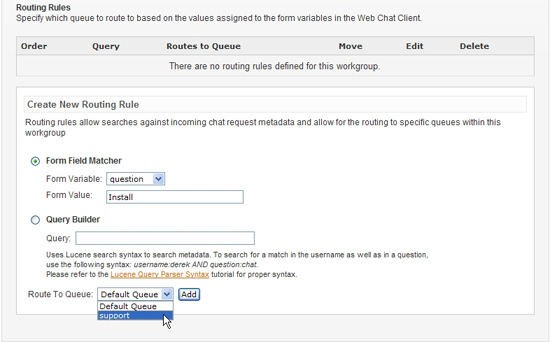 Routing Rules
Specify which queue to route to based on the values assigned to the form variables in the Web Chat Client.
Order Query Routes to Queue Move Edit Delete
There are no routing rules defined for this workgroup.
Create New Routing Rule
Routing rules allow searches against incoming chat request metadata and allow for the routing to specific queues within this
workgroup
Form Field Matcher
Form Variable: question
Form Value: Install
Query Builder
Query:
Uses Lucene search syntax to search metadata. To search for a match in the username as well as in a question,
use the following syntax: username:derek AND question:chat.
Please refer to the Lucene Query Parser Syntax tutorial for proper syntax.
Route To Queue: Default Queue Add
Default Queue
support